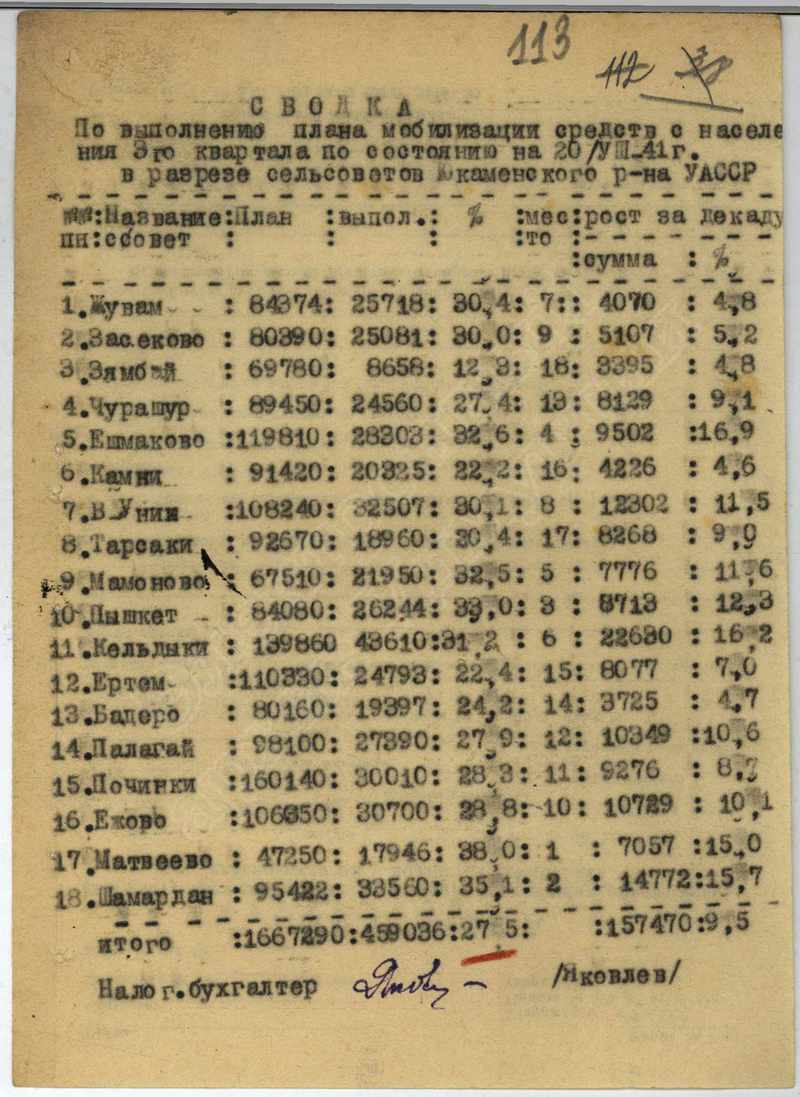 113
112 38
СВОДКА
По выполнению плана мобилизации средств с населе
ния 3го квартала по состоянию на 20/УШ-41г.
в разрезе сельсоветов Юкаменского р-на УАССР
:Название:План :выпол.: % :мес:рост за декаду
пн:ссовет : : : :то :
:сумма : %
1.Жувам : 84374: 25718: 30,4: 7:: 4070 : 4,8
2.Засеково : 80390: 25081: 30,0: 9 : 5107 : 5,2
3.Зямбай : 69780: 8658: 12,3: 18: 3395 : 4,8
4.Чурашур : 89450: 24560: 27,4: 13: 8129 : 9,1
5.Ешмаково :119810: 28303: 32,6: 4 : 9502 :16,9
6.Камки : 91420: 20325: 22,2: 16: 4226 : 4,6
7.В-Унин :108240: 32507: 30,1: 8 : 12302 : 11,5
8.Тарсаки : 92670: 18960: 20,4: 17: 8268 : 9,0
9.Мамоново : 67510: 21950: 32,5: 5 : 7776 : 11,6
10.Пышкет : 84080: 26244: 33,0: 3 : 8713 : 12,3
11.Кельдыки : 139860 43610:31,2 : 6 : 22630 : 16,2
12.Ертем :110330: 24793: 22,4: 15: 8077 : 7,0
13.Бадеро : 80160: 19397: 24,2: 14: 3725 : 4,7
14.Палагай : 98100: 27390: 27,9: 12: 10349 :10,6
15.Починки :160140: 30010: 28,3: 11: 9276 : 8,7
16.Ежово :106350: 30700: 28,8: 10: 10729 : 10,1
17.Матвеево : 47250: 17946: 38,0: 1 : 7057 :15,0
18.Шамардан : 95422: 33560: 35,1: 2 : 14772:15,7
итого :1667290:459036:27,5: :157470:9,5
Налог.бухгалтер /Яковлев/